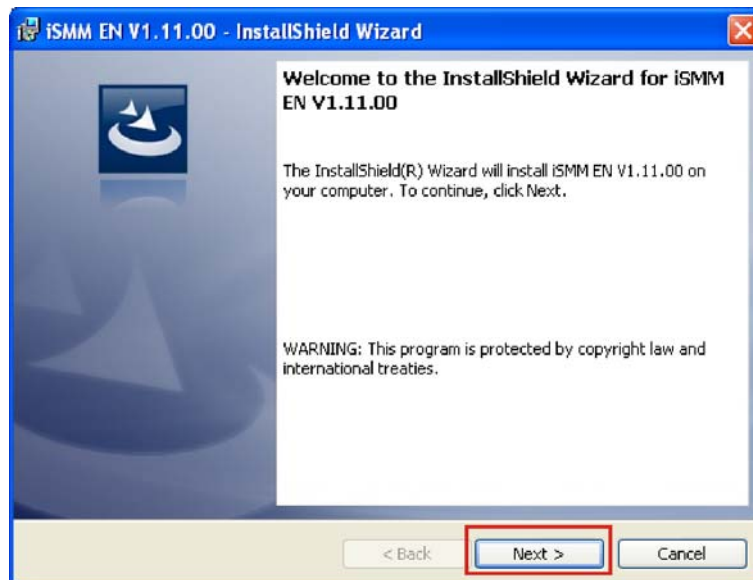 iSMM EN V1.11.00 - InstallShield Wizard
Welcome to the InstallShield Wizard for iSMM
EN V1.11.00
The InstallShield(R) Wizard will install iSMM EN V1.11.00 on
your computer. To continue, click Next.
WARNING: This program is protected by copyright law and
international treaties.
< Back
Next >
Cancel